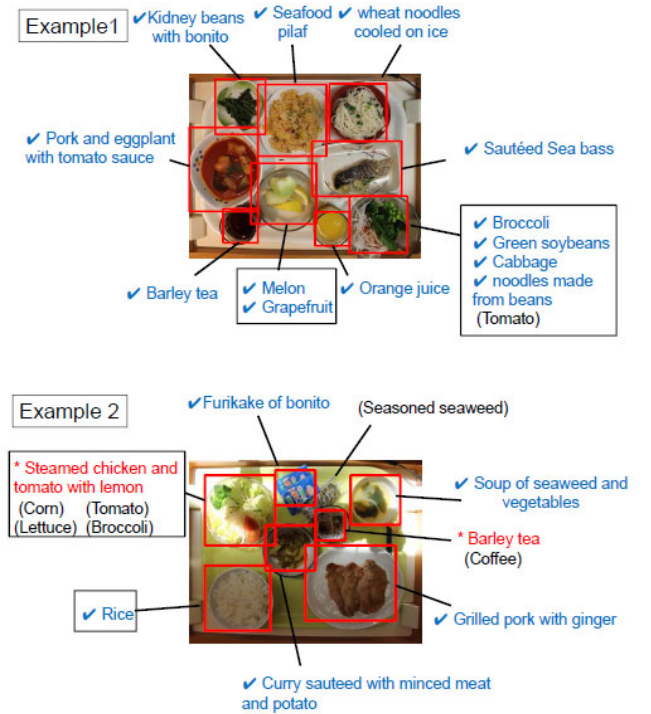 Example1
✔Kidney beans
with bonito
✔ Seafood
pilaf
✔ wheat noodles
cooled on ice
✔ Pork and eggplant
with tomato sauce
✔ Sautéed Sea bass
✔ Broccoli
✔ Green soybeans
✔ Cabbage
✔ noodles made
from beans
(Tomato)
✔ Barley tea
✔ Melon
✔ Grapefruit
✔ Orange juice
Example 2
✔Furikake of bonito
(Seasoned seaweed)
* Steamed chicken and
tomato with lemon
(Corn) (Tomato)
(Lettuce) (Broccoli)
✔ Soup of seaweed and
vegetables
* Barley tea
(Coffee)
✔ Rice
✔ Grilled pork with ginger
✔ Curry sauteed with minced meat
and potato